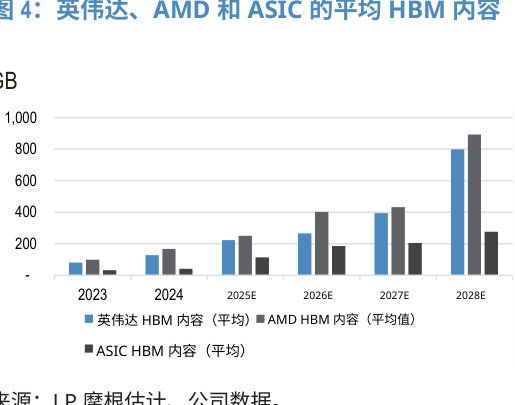 图 4：英伟达、AMD 和 ASIC 的平均 HBM 内容
GB
1,000
800
600
400
200
-
2023 2024 2025E 2026E 2027E 2028E
英伟达 HBM 内容（平均） AMD HBM 内容（平均值）
ASIC HBM 内容（平均）
来源：J.P. 摩根估计、公司数据。